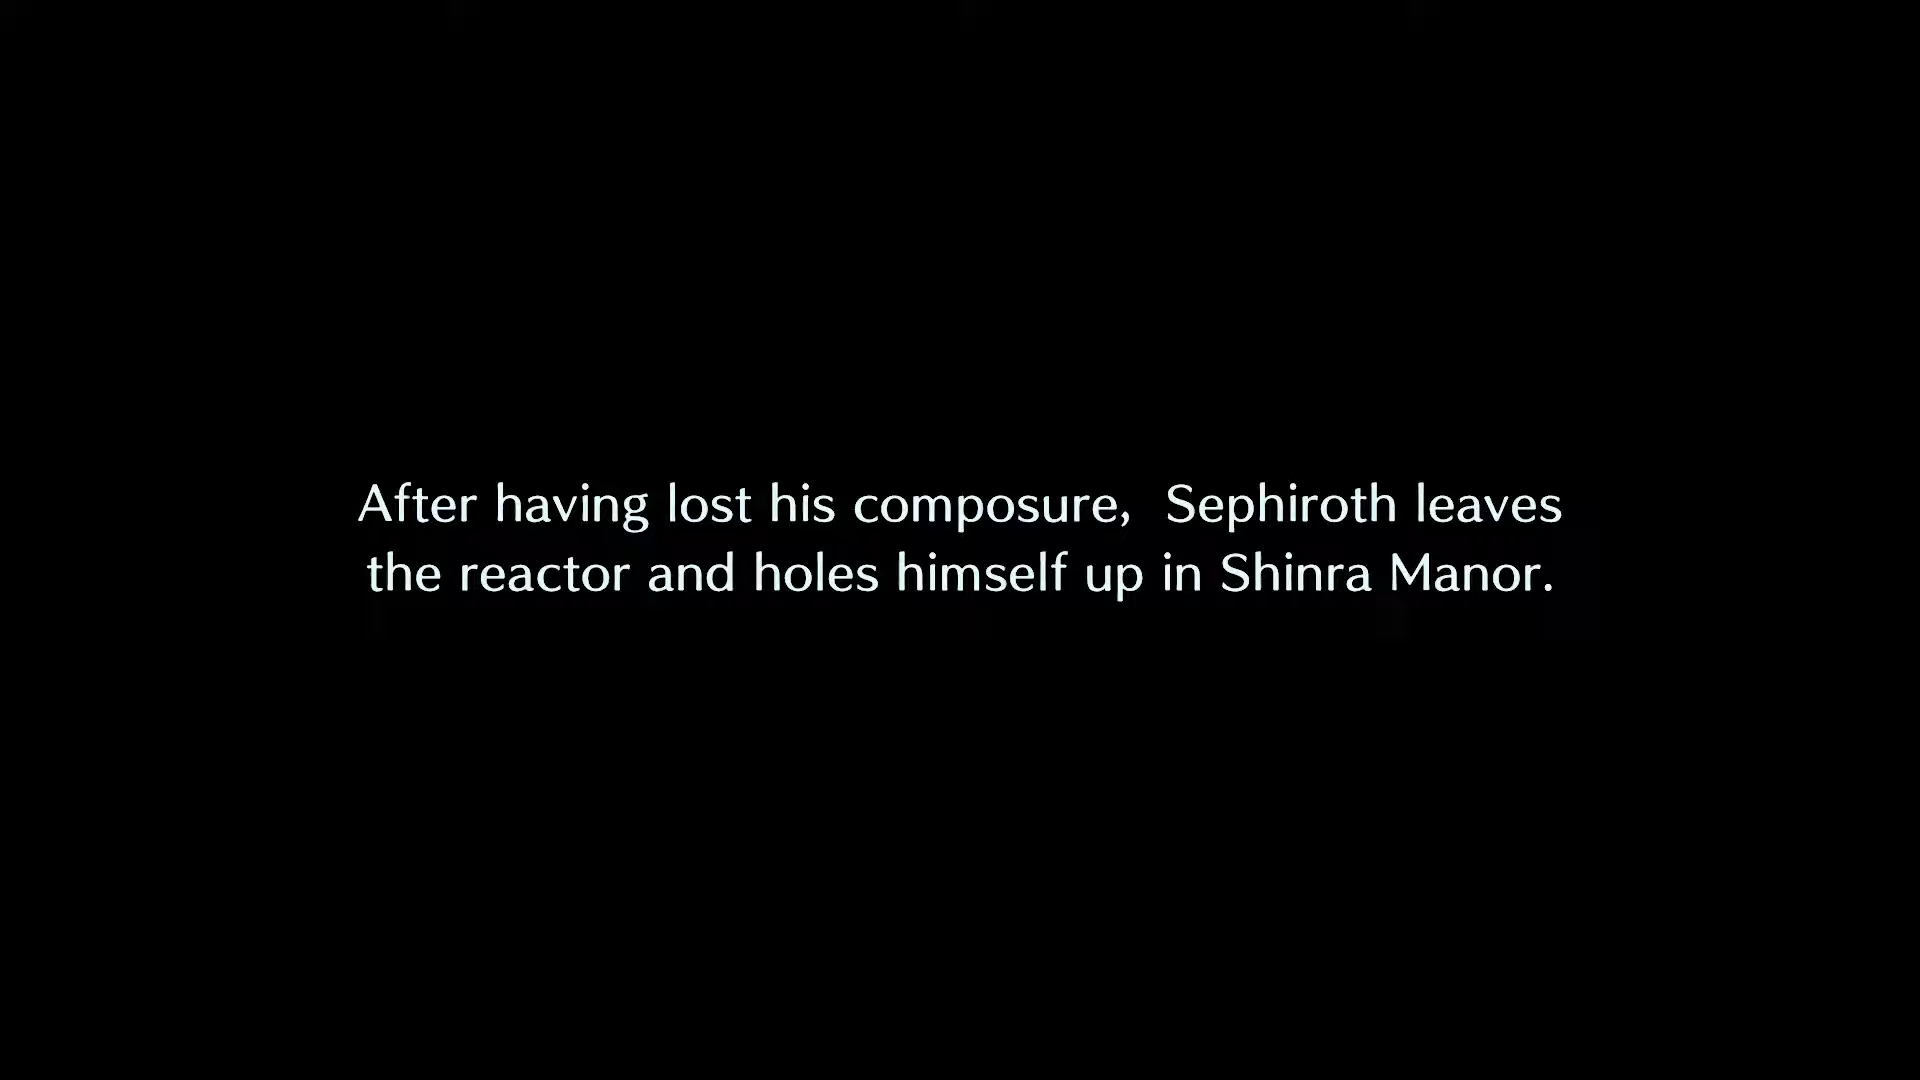 After having lost his composure,  Sephiroth leaves
the reactor and holes himself up in Shinra Manor.